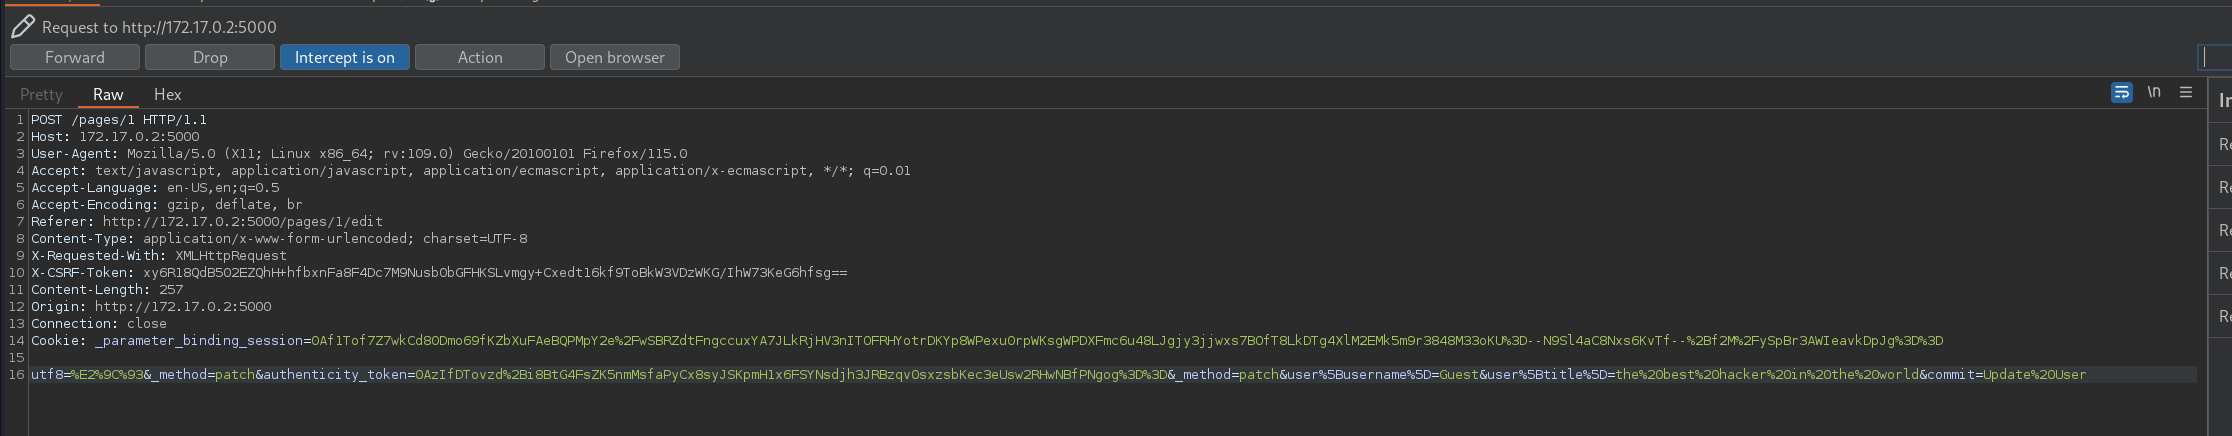 Request to http://172.17.0.2:5000
Forward Drop Intercept is on Action Open browser
Pretty Raw Hex \n
1 POST /pages/1 HTTP/1.1
2 Host: 172.17.0.2:5000
3 User-Agent: Mozilla/5.0 (X11; Linux x86_64; rv:109.0) Gecko/20100101 Firefox/115.0
4 Accept: text/javascript, application/javascript, application/ecmascript, application/x-ecmascript, */*; q=0.01
5 Accept-Language: en-US,en;q=0.5
6 Accept-Encoding: gzip, deflate, br
7 Referer: http://172.17.0.2:5000/pages/1/edit
8 Content-Type: application/x-www-form-urlencoded; charset=UTF-8
9 X-Requested-With: XMLHttpRequest
10 X-CSRF-Token: xy6R18QdB502EZQhH+hfbxnFa8F4Dc7M9Nusb0bGFHKSLvmgy+Cxedt16kf9ToBkW3VDzWKG/IhW73KeG6hfsg==
11 Content-Length: 257
12 Origin: http://172.17.0.2:5000
13 Connection: close
14 Cookie: _parameter_binding_session=OAf1Tof7Z7wkCd80Dmo69fKZbXuFAeBQPMpY2e%2FwSBRZdtFngccuxYA7JLkRjHV3nITOFRHYotrDKYp8WPexuOrpWKsgWPDXFmc6u48LJgjy3jjwxs7BOfT8LkDTg4XlM2EMk5m9r3848M33oKU%3D--N9Sl4aC8Nxs6KvTf--%2Bf2M%2FySpBr3AWIeavkDpJg%3D%3D
15
16 utf8=%E2%9C%93&_method=patch&authenticity_token=OAzIfDTovzd%2Bi8BtG4FsZK5nmMsfaPyCx8syJSKpmH1x6FSYNsdjh3JRBzqvOsxzsbKec3eUsw2RHwNBfPNgog%3D%3D&_method=patch&user%5Busername%5D=Guest&user%5Btitle%5D=the%20best%20hacker%20in%20the%20world&commit=Update%20User